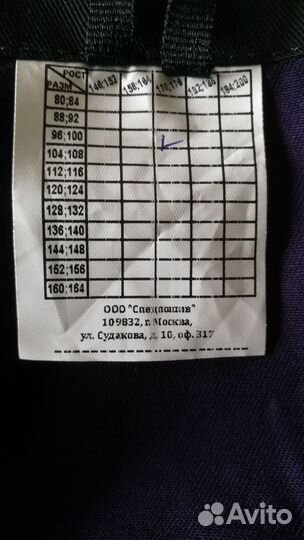 РОСТ
РАЗМ 146;152 158;164 170;176 182;188 194;200
80;84
88;92
96;100
104;108
112;116
120;124
128;132
136;140
144;148
152;156
160;164
ООО "Спецпошив"
109832, г. Москва,
ул. Судакова, д. 10, оф. 317
Avito